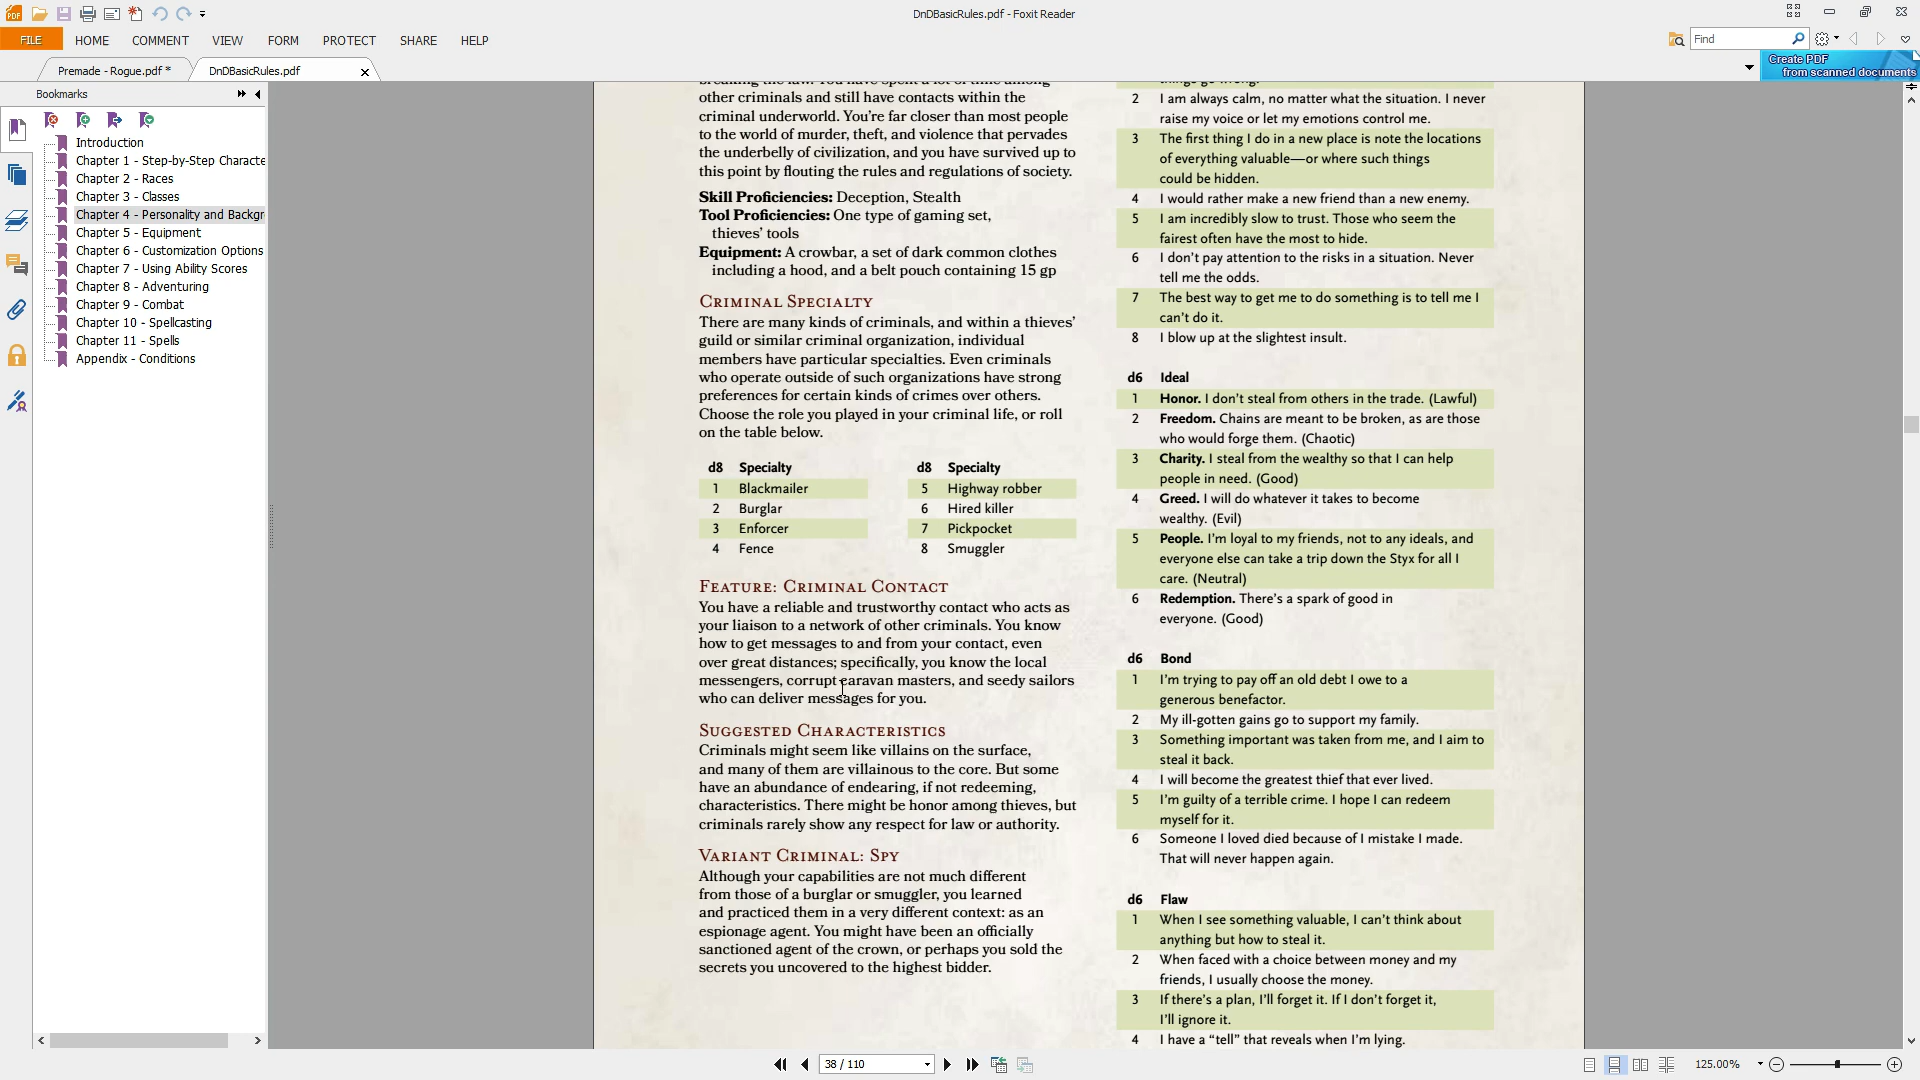 DnDBasicRules.pdf - Foxit Reader
FILE HOME COMMENT VIEW FORM PROTECT SHARE HELP
Find
Premade - Rogue.pdf * DnDBasicRules.pdf
Create PDF
from scanned documents
Bookmarks
Introduction
Chapter 1 - Step-by-Step Characte
Chapter 2 - Races
Chapter 3 - Classes
Chapter 4 - Personality and Backgr
Chapter 5 - Equipment
Chapter 6 - Customization Options
Chapter 7 - Using Ability Scores
Chapter 8 - Adventuring
Chapter 9 - Combat
Chapter 10 - Spellcasting
Chapter 11 - Spells
Appendix - Conditions
other criminals and still have contacts within the
criminal underworld. You're far closer than most people
to the world of murder, theft, and violence that pervades
the underbelly of civilization, and you have survived up to
this point by flouting the rules and regulations of society.
Skill Proficiencies: Deception, Stealth
Tool Proficiencies: One type of gaming set,
thieves' tools
Equipment: A crowbar, a set of dark common clothes
including a hood, and a belt pouch containing 15 gp
Criminal Specialty
There are many kinds of criminals, and within a thieves'
guild or similar criminal organization, individual
members have particular specialties. Even criminals
who operate outside of such organizations have strong
preferences for certain kinds of crimes over others.
Choose the role you played in your criminal life, or roll
on the table below.
d8 Specialty d8 Specialty
1 Blackmailer 5 Highway robber
2 Burglar 6 Hired killer
3 Enforcer 7 Pickpocket
4 Fence 8 Smuggler
Feature: Criminal Contact
You have a reliable and trustworthy contact who acts as
your liaison to a network of other criminals. You know
how to get messages to and from your contact, even
over great distances; specifically, you know the local
messengers, corrupt caravan masters, and seedy sailors
who can deliver messages for you.
Suggested Characteristics
Criminals might seem like villains on the surface,
and many of them are villainous to the core. But some
have an abundance of endearing, if not redeeming,
characteristics. There might be honor among thieves, but
criminals rarely show any respect for law or authority.
Variant Criminal: Spy
Although your capabilities are not much different
from those of a burglar or smuggler, you learned
and practiced them in a very different context: as an
espionage agent. You might have been an officially
sanctioned agent of the crown, or perhaps you sold the
secrets you uncovered to the highest bidder.
2 I am always calm, no matter what the situation. I never
raise my voice or let my emotions control me.
3 The first thing I do in a new place is note the locations
of everything valuable—or where such things
could be hidden.
4 I would rather make a new friend than a new enemy.
5 I am incredibly slow to trust. Those who seem the
fairest often have the most to hide.
6 I don't pay attention to the risks in a situation. Never
tell me the odds.
7 The best way to get me to do something is to tell me I
can't do it.
8 I blow up at the slightest insult.
d6 Ideal
1 Honor. I don't steal from others in the trade. (Lawful)
2 Freedom. Chains are meant to be broken, as are those
who would forge them. (Chaotic)
3 Charity. I steal from the wealthy so that I can help
people in need. (Good)
4 Greed. I will do whatever it takes to become
wealthy. (Evil)
5 People. I'm loyal to my friends, not to any ideals, and
everyone else can take a trip down the Styx for all I
care. (Neutral)
6 Redemption. There's a spark of good in
everyone. (Good)
d6 Bond
1 I'm trying to pay off an old debt I owe to a
generous benefactor.
2 My ill-gotten gains go to support my family.
3 Something important was taken from me, and I aim to
steal it back.
4 I will become the greatest thief that ever lived.
5 I'm guilty of a terrible crime. I hope I can redeem
myself for it.
6 Someone I loved died because of I mistake I made.
That will never happen again.
d6 Flaw
1 When I see something valuable, I can't think about
anything but how to steal it.
2 When faced with a choice between money and my
friends, I usually choose the money.
3 If there's a plan, I'll forget it. If I don't forget it,
I'll ignore it.
4 I have a “tell” that reveals when I'm lying.
38 / 110
125.00%